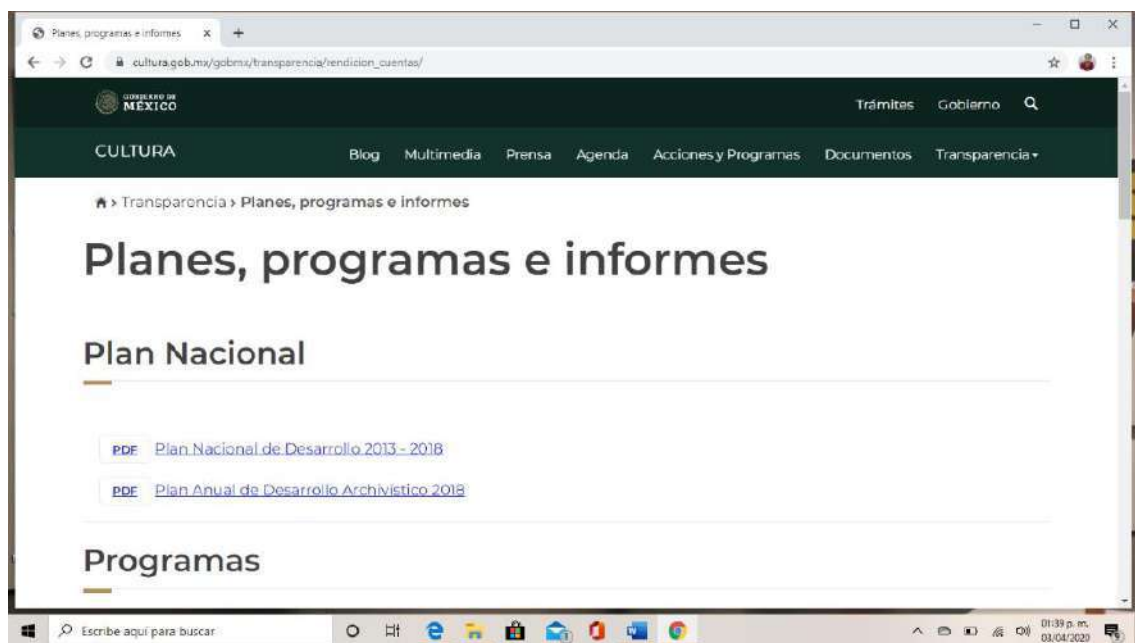 Planes, programas e informes
cultura.gob.mx/gobmx/transparencia/rendicion_cuentas/
GOBIERNO DE
MÉXICO
Trámites Gobierno
CULTURA
Blog Multimedia Prensa Agenda Acciones y Programas Documentos Transparencia
> Transparencia > Planes, programas e informes
Planes, programas e informes
Plan Nacional
PDF Plan Nacional de Desarrollo 2013 - 2018
PDF Plan Anual de Desarrollo Archivístico 2018
Programas
Escribe aquí para buscar
01:39 p. m.
03/04/2020